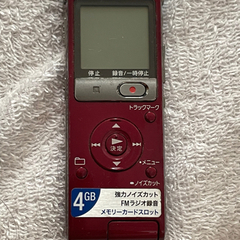 停止 録音/一時停止
トラックマーク
決定
メニュー
ノイズカット
4GB
強力ノイズカット
FMラジオ録音
メモリーカードスロット